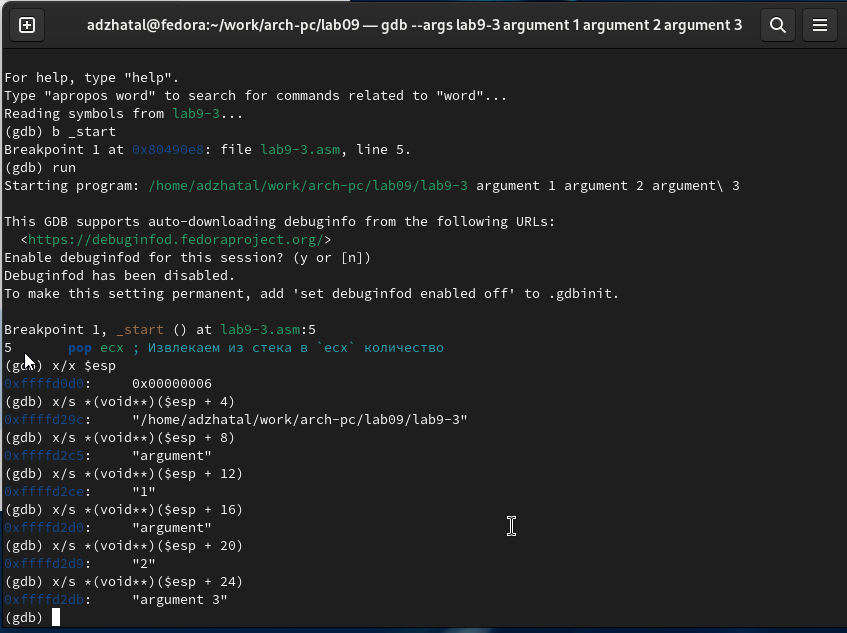 adzhatal@fedora:~/work/arch-pc/lab09 — gdb --args lab9-3 argument 1 argument 2 argument 3
For help, type "help".
Type "apropos word" to search for commands related to "word"...
Reading symbols from lab9-3...
(gdb) b _start
Breakpoint 1 at 0x80490e8: file lab9-3.asm, line 5.
(gdb) run
Starting program: /home/adzhatal/work/arch-pc/lab09/lab9-3 argument 1 argument 2 argument\ 3
This GDB supports auto-downloading debuginfo from the following URLs:
<https://debuginfod.fedoraproject.org/>
Enable debuginfod for this session? (y or [n])
Debuginfod has been disabled.
To make this setting permanent, add 'set debuginfod enabled off' to .gdbinit.
Breakpoint 1, _start () at lab9-3.asm:5
5 pop ecx ; Извлекаем из стека в `ecx` количество
(gdb) x/x $esp
0xffffd0d0: 0x00000006
(gdb) x/s *(void**)($esp + 4)
0xffffd29c: "/home/adzhatal/work/arch-pc/lab09/lab9-3"
(gdb) x/s *(void**)($esp + 8)
0xffffd2c5: "argument"
(gdb) x/s *(void**)($esp + 12)
0xffffd2ce: "1"
(gdb) x/s *(void**)($esp + 16)
0xffffd2d0: "argument"
(gdb) x/s *(void**)($esp + 20)
0xffffd2d9: "2"
(gdb) x/s *(void**)($esp + 24)
0xffffd2db: "argument 3"
(gdb)